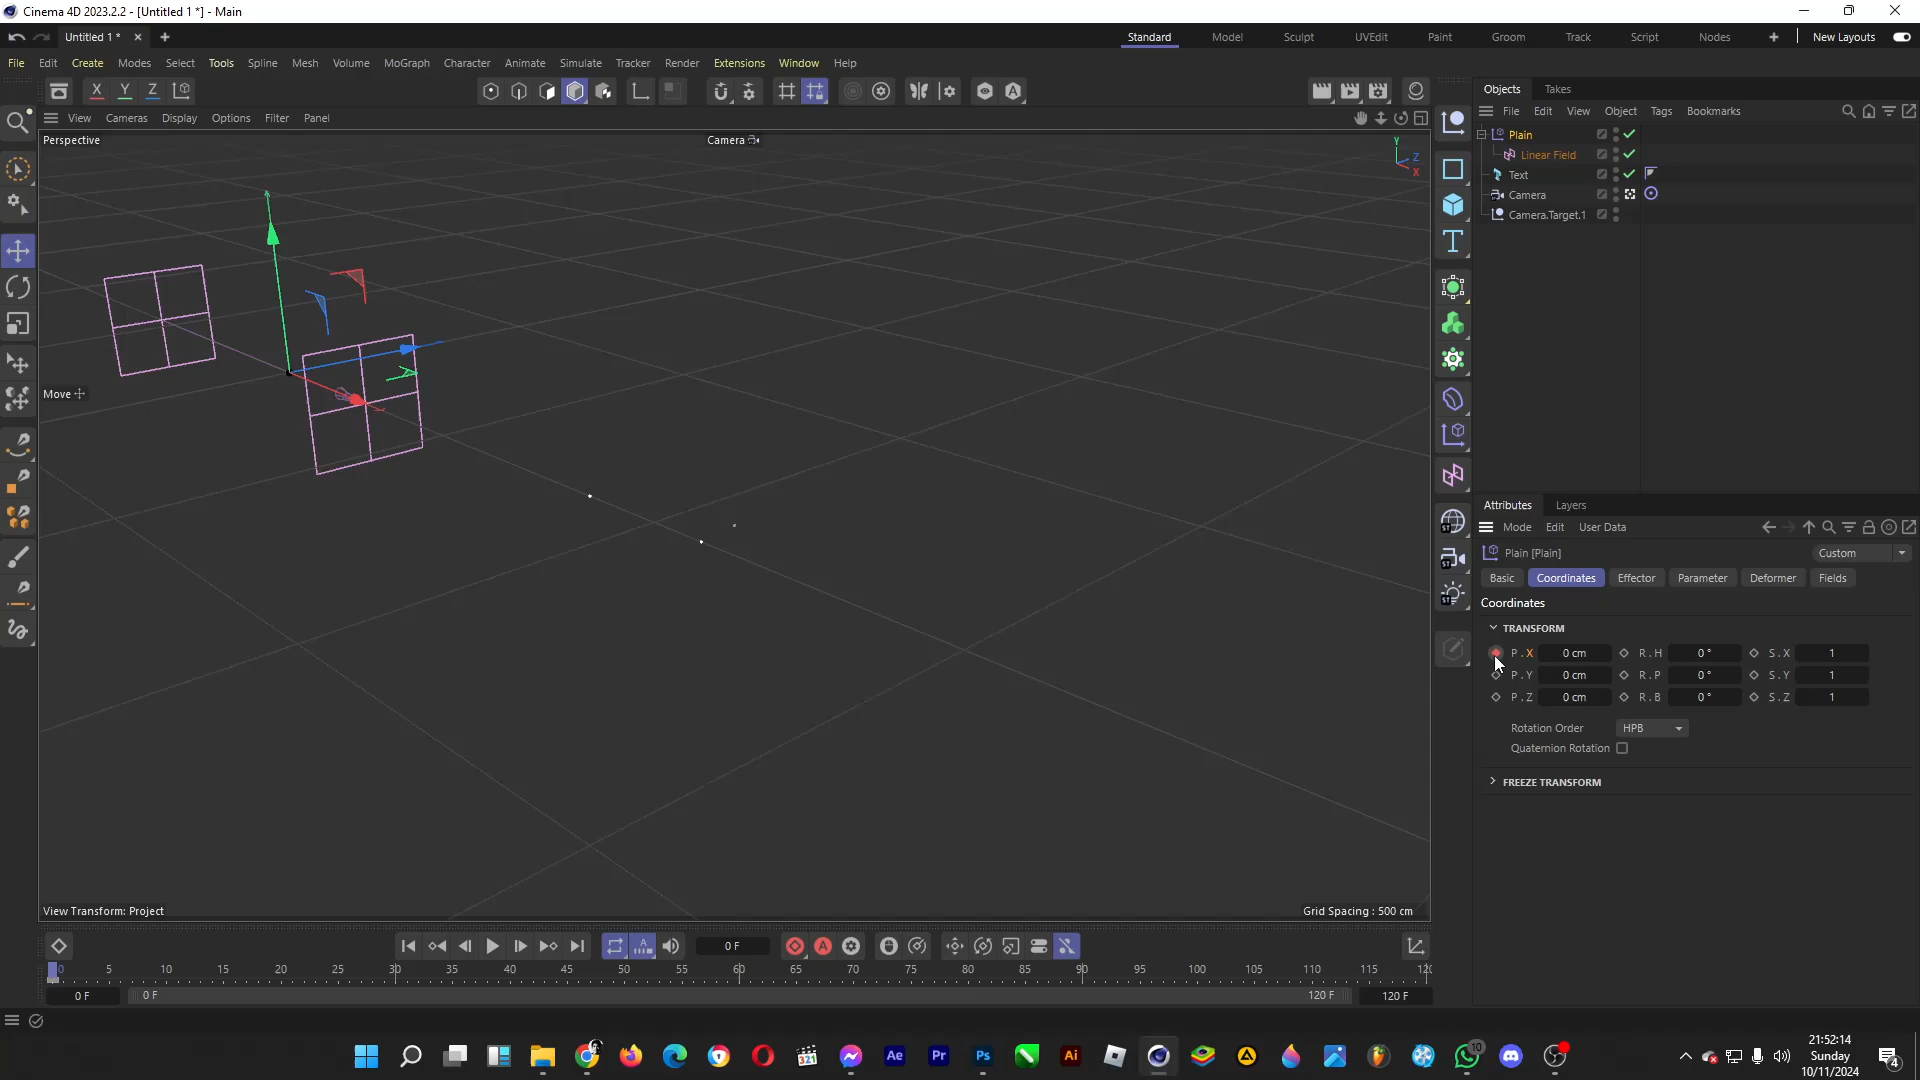 Cinema 4D 2023.2.2 - [Untitled 1 *] - Main
Untitled 1 *
Standard Model Sculpt UVEdit Paint Groom Track Script Nodes New Layouts
File Edit Create Modes Select Tools Spline Mesh Volume MoGraph Character Animate Simulate Tracker Render Extensions Window Help
X Y Z
Objects Takes
View Cameras Display Options Filter Panel
File Edit View Object Tags Bookmarks
Perspective
Camera
Y
Z
X
Plain
Linear Field
Text
Camera
Camera.Target.1
Move
Attributes Layers
Mode Edit User Data
Plain [Plain]
Custom
Basic Coordinates Effector Parameter Deformer Fields
Coordinates
TRANSFORM
P . X 0 cm R . H 0 ° S . X 1
P . Y 0 cm R . P 0 ° S . Y 1
P . Z 0 cm R . B 0 ° S . Z 1
Rotation Order HPB
Quaternion Rotation
FREEZE TRANSFORM
View Transform: Project
Grid Spacing : 500 cm
0 F
0 5 10 15 20 25 30 35 40 45 50 55 60 65 70 75 80 85 90 95 100 105 110 115 120
0 F 0 F 120 F 120 F
21:52:14
Sunday
10/11/2024